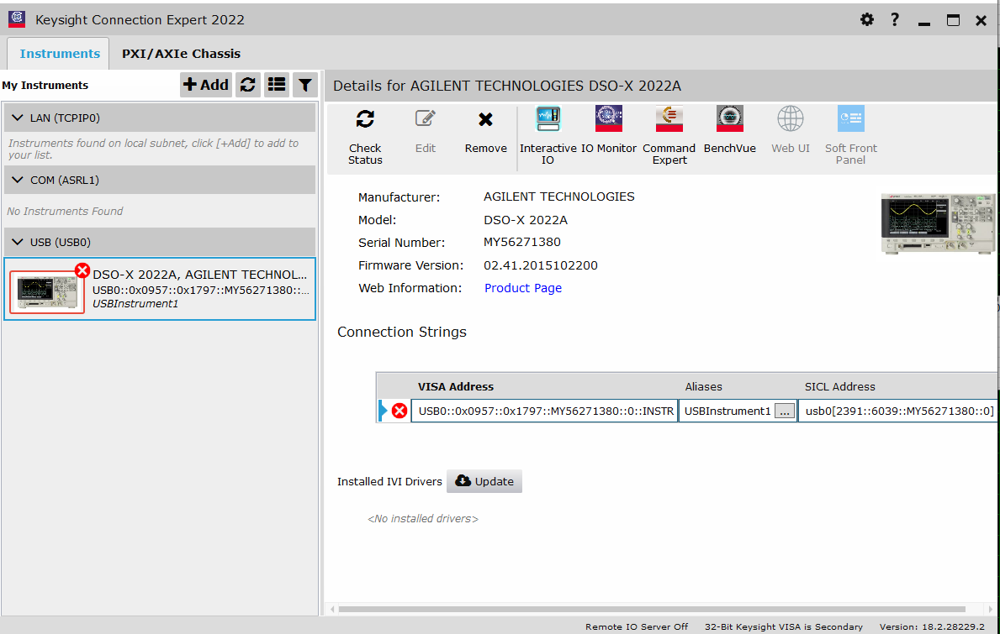 Keysight Connection Expert 2022
?
Instruments
PXI/AXIe Chassis
My Instruments
+ Add
LAN (TCPIP0)
Instruments found on local subnet, click [+Add] to add to
your list.
COM (ASRL1)
No Instruments Found
USB (USB0)
DSO-X 2022A, AGILENT TECHNOL...
USB0::0x0957::0x1797::MY56271380::...
USBInstrument1
Details for AGILENT TECHNOLOGIES DSO-X 2022A
Check
Status
Edit
Remove
Interactive
IO
IO Monitor
Command
Expert
BenchVue
Web UI
Soft Front
Panel
Manufacturer: AGILENT TECHNOLOGIES
Model: DSO-X 2022A
Serial Number: MY56271380
Firmware Version: 02.41.2015102200
Web Information: Product Page
Connection Strings
VISA Address Aliases SICL Address
USB0::0x0957::0x1797::MY56271380::0::INSTR USBInstrument1 ... usb0[2391::6039::MY56271380::0]
Installed IVI Drivers Update
<No installed drivers>
Remote IO Server Off 32-Bit Keysight VISA is Secondary Version: 18.2.28229.2